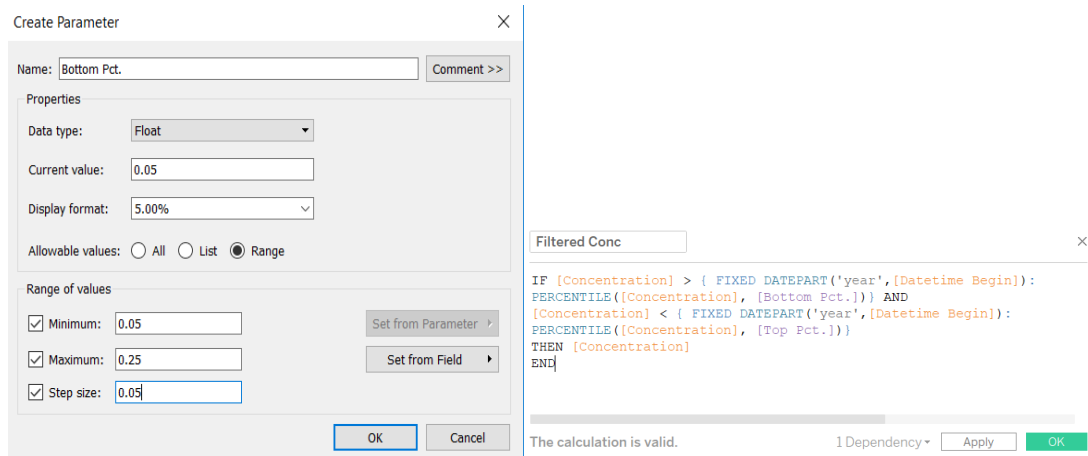 Create Parameter
Name: Bottom Pct. Comment >>
Properties
Data type: Float
Current value: 0.05
Display format: 5.00%
Allowable values: All List Range
Range of values
Minimum: 0.05 Set from Parameter
Maximum: 0.25 Set from Field
Step size: 0.05
OK Cancel
Filtered Conc
IF [Concentration] > { FIXED DATEPART('year',[Datetime Begin]):
PERCENTILE([Concentration], [Bottom Pct.])} AND
[Concentration] < { FIXED DATEPART('year',[Datetime Begin]):
PERCENTILE([Concentration], [Top Pct.])}
THEN [Concentration]
END
The calculation is valid. 1 Dependency Apply OK